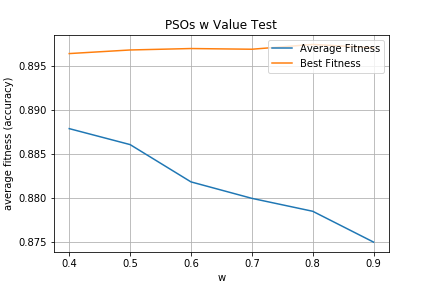 PSOs w Value Test
average fitness (accuracy)
0.895
0.890
0.885
0.880
0.875
Average Fitness
Best Fitness
0.4 0.5 0.6 0.7 0.8 0.9
w